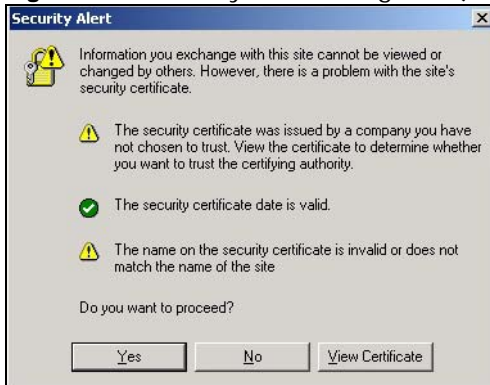 Security Alert
Information you exchange with this site cannot be viewed or
changed by others. However, there is a problem with the site's
security certificate.
The security certificate was issued by a company you have
not chosen to trust. View the certificate to determine whether
you want to trust the certifying authority.
The security certificate date is valid.
The name on the security certificate is invalid or does not
match the name of the site
Do you want to proceed?
Yes No View Certificate